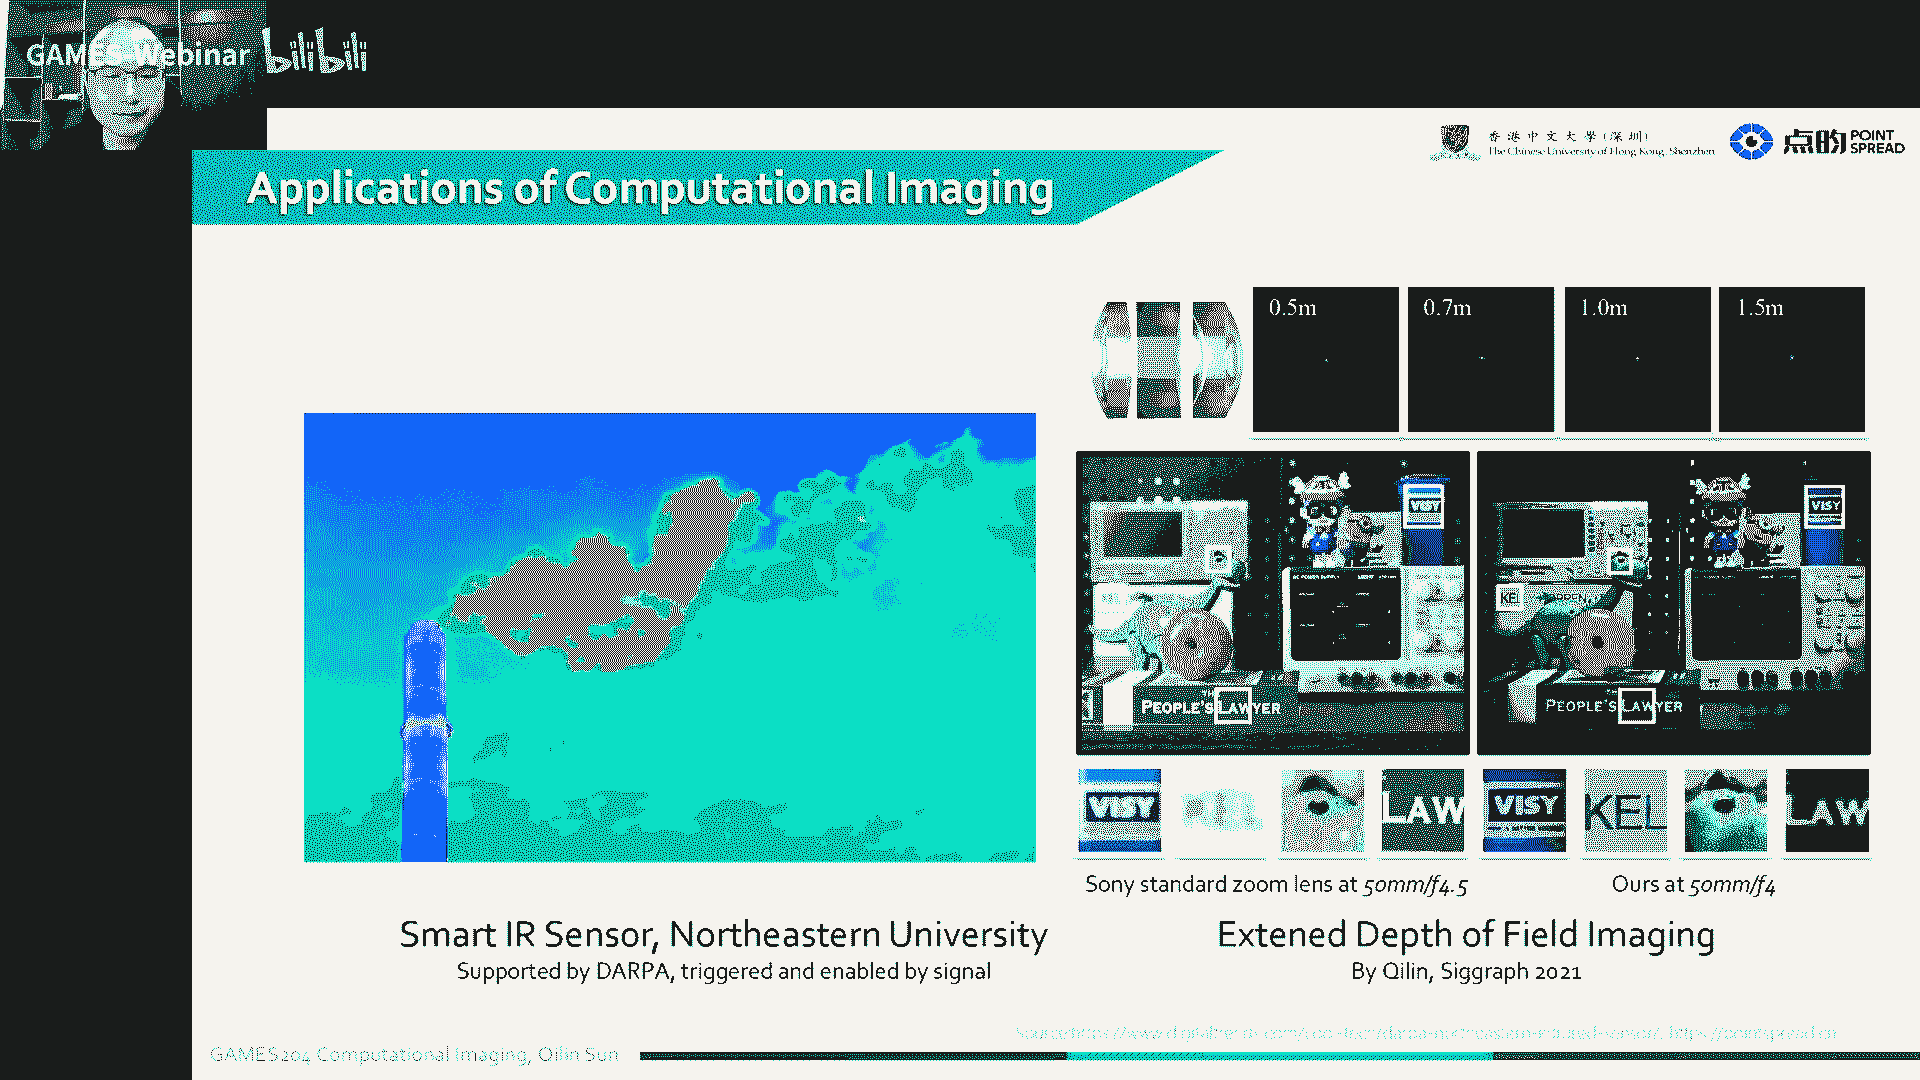 GAMES-Webinar
bilibili
香港中文大學(深圳)
The Chinese University of Hong Kong, Shenzhen
点昀 POINT
SPREAD
Applications of Computational Imaging
0.5m
0.7m
1.0m
1.5m
VISY
VISY
KEL
PEOPLE'S LAWYER
PEOPLE'S LAWYER
VISY
LAW
VISY
KEL
LAW
Sony standard zoom lens at 50mm/f4.5
Ours at 50mm/f4
Smart IR Sensor, Northeastern University
Extened Depth of Field Imaging
Supported by DARPA, triggered and enabled by signal
By Qilin, Siggraph 2021
GAMES204 Computational Imaging, Qilin Sun